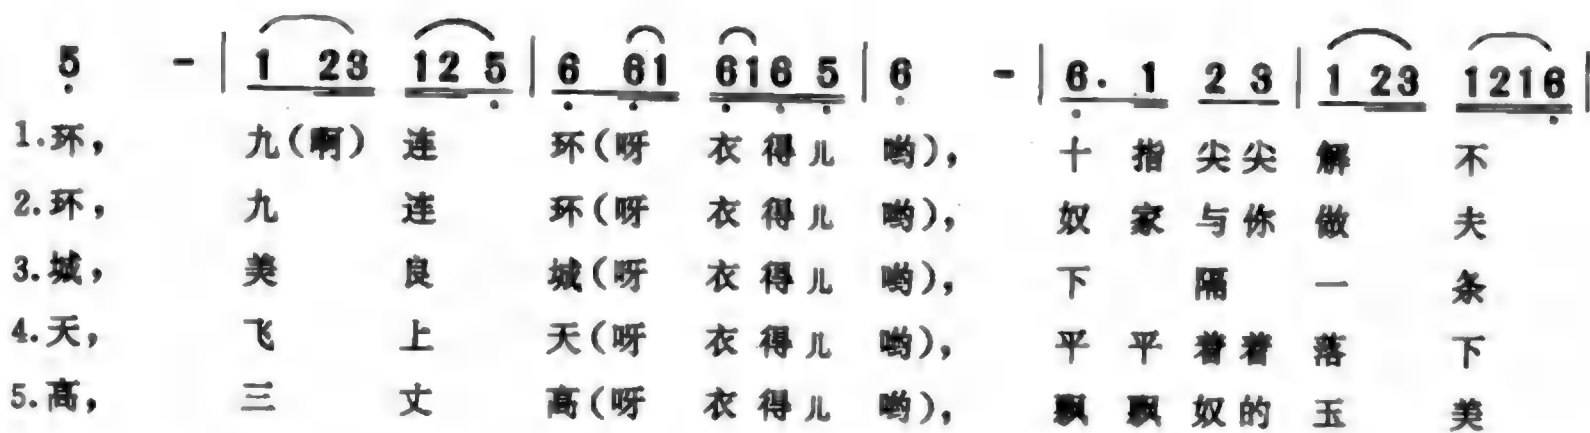 5 - | 1 23 12 5 | 6 61 616 5 | 6 - | 6. 1 2 3 | 1 23 1216 |
1.环， 九(啊) 连 环(呀 衣 得 儿 哟)， 十 指 尖 尖 解 不
2.环， 九 连 环(呀 衣 得 儿 哟)， 奴 家 与 你 做 夫
3.城， 美 良 城(呀 衣 得 儿 哟)， 下 隔 一 条
4.天， 飞 上 天(呀 衣 得 儿 哟)， 平 平 着 着 落 下
5.高， 三 丈 高(呀 衣 得 儿 哟)， 飘 飘 奴 的 玉 美